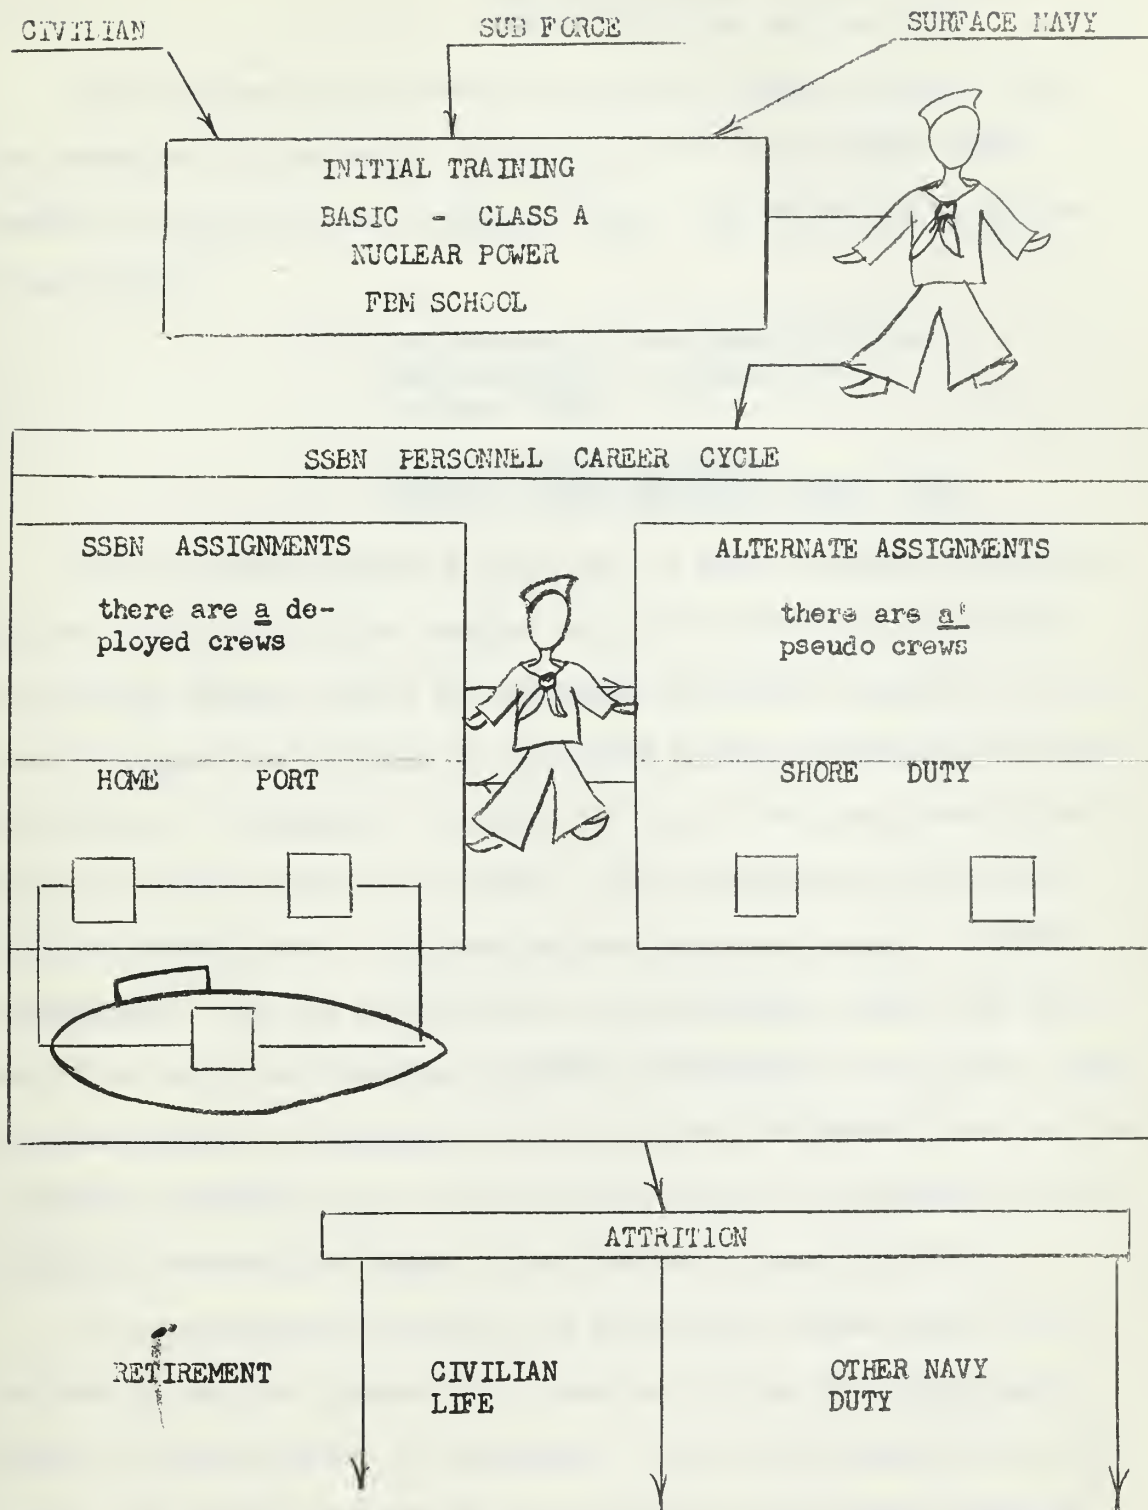 CIVILIAN
SUB FORCE
SURFACE NAVY
INITIAL TRAINING
BASIC - CLASS A
NUCLEAR POWER
FBM SCHOOL
SSBN PERSONNEL CAREER CYCLE
SSBN ASSIGNMENTS
there are a de-
ployed crews
HOME PORT
ALTERNATE ASSIGNMENTS
there are a'
pseudo crews
SHORE DUTY
ATTRITION
RETIREMENT
CIVILIAN
LIFE
OTHER NAVY
DUTY